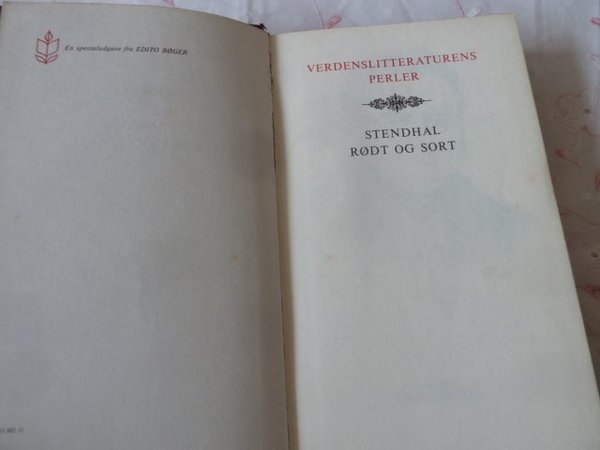 En specialudgave fra EDITO BØGER
VERDENSLITTERATURENS
PERLER
STENDHAL
RØDT OG SORT